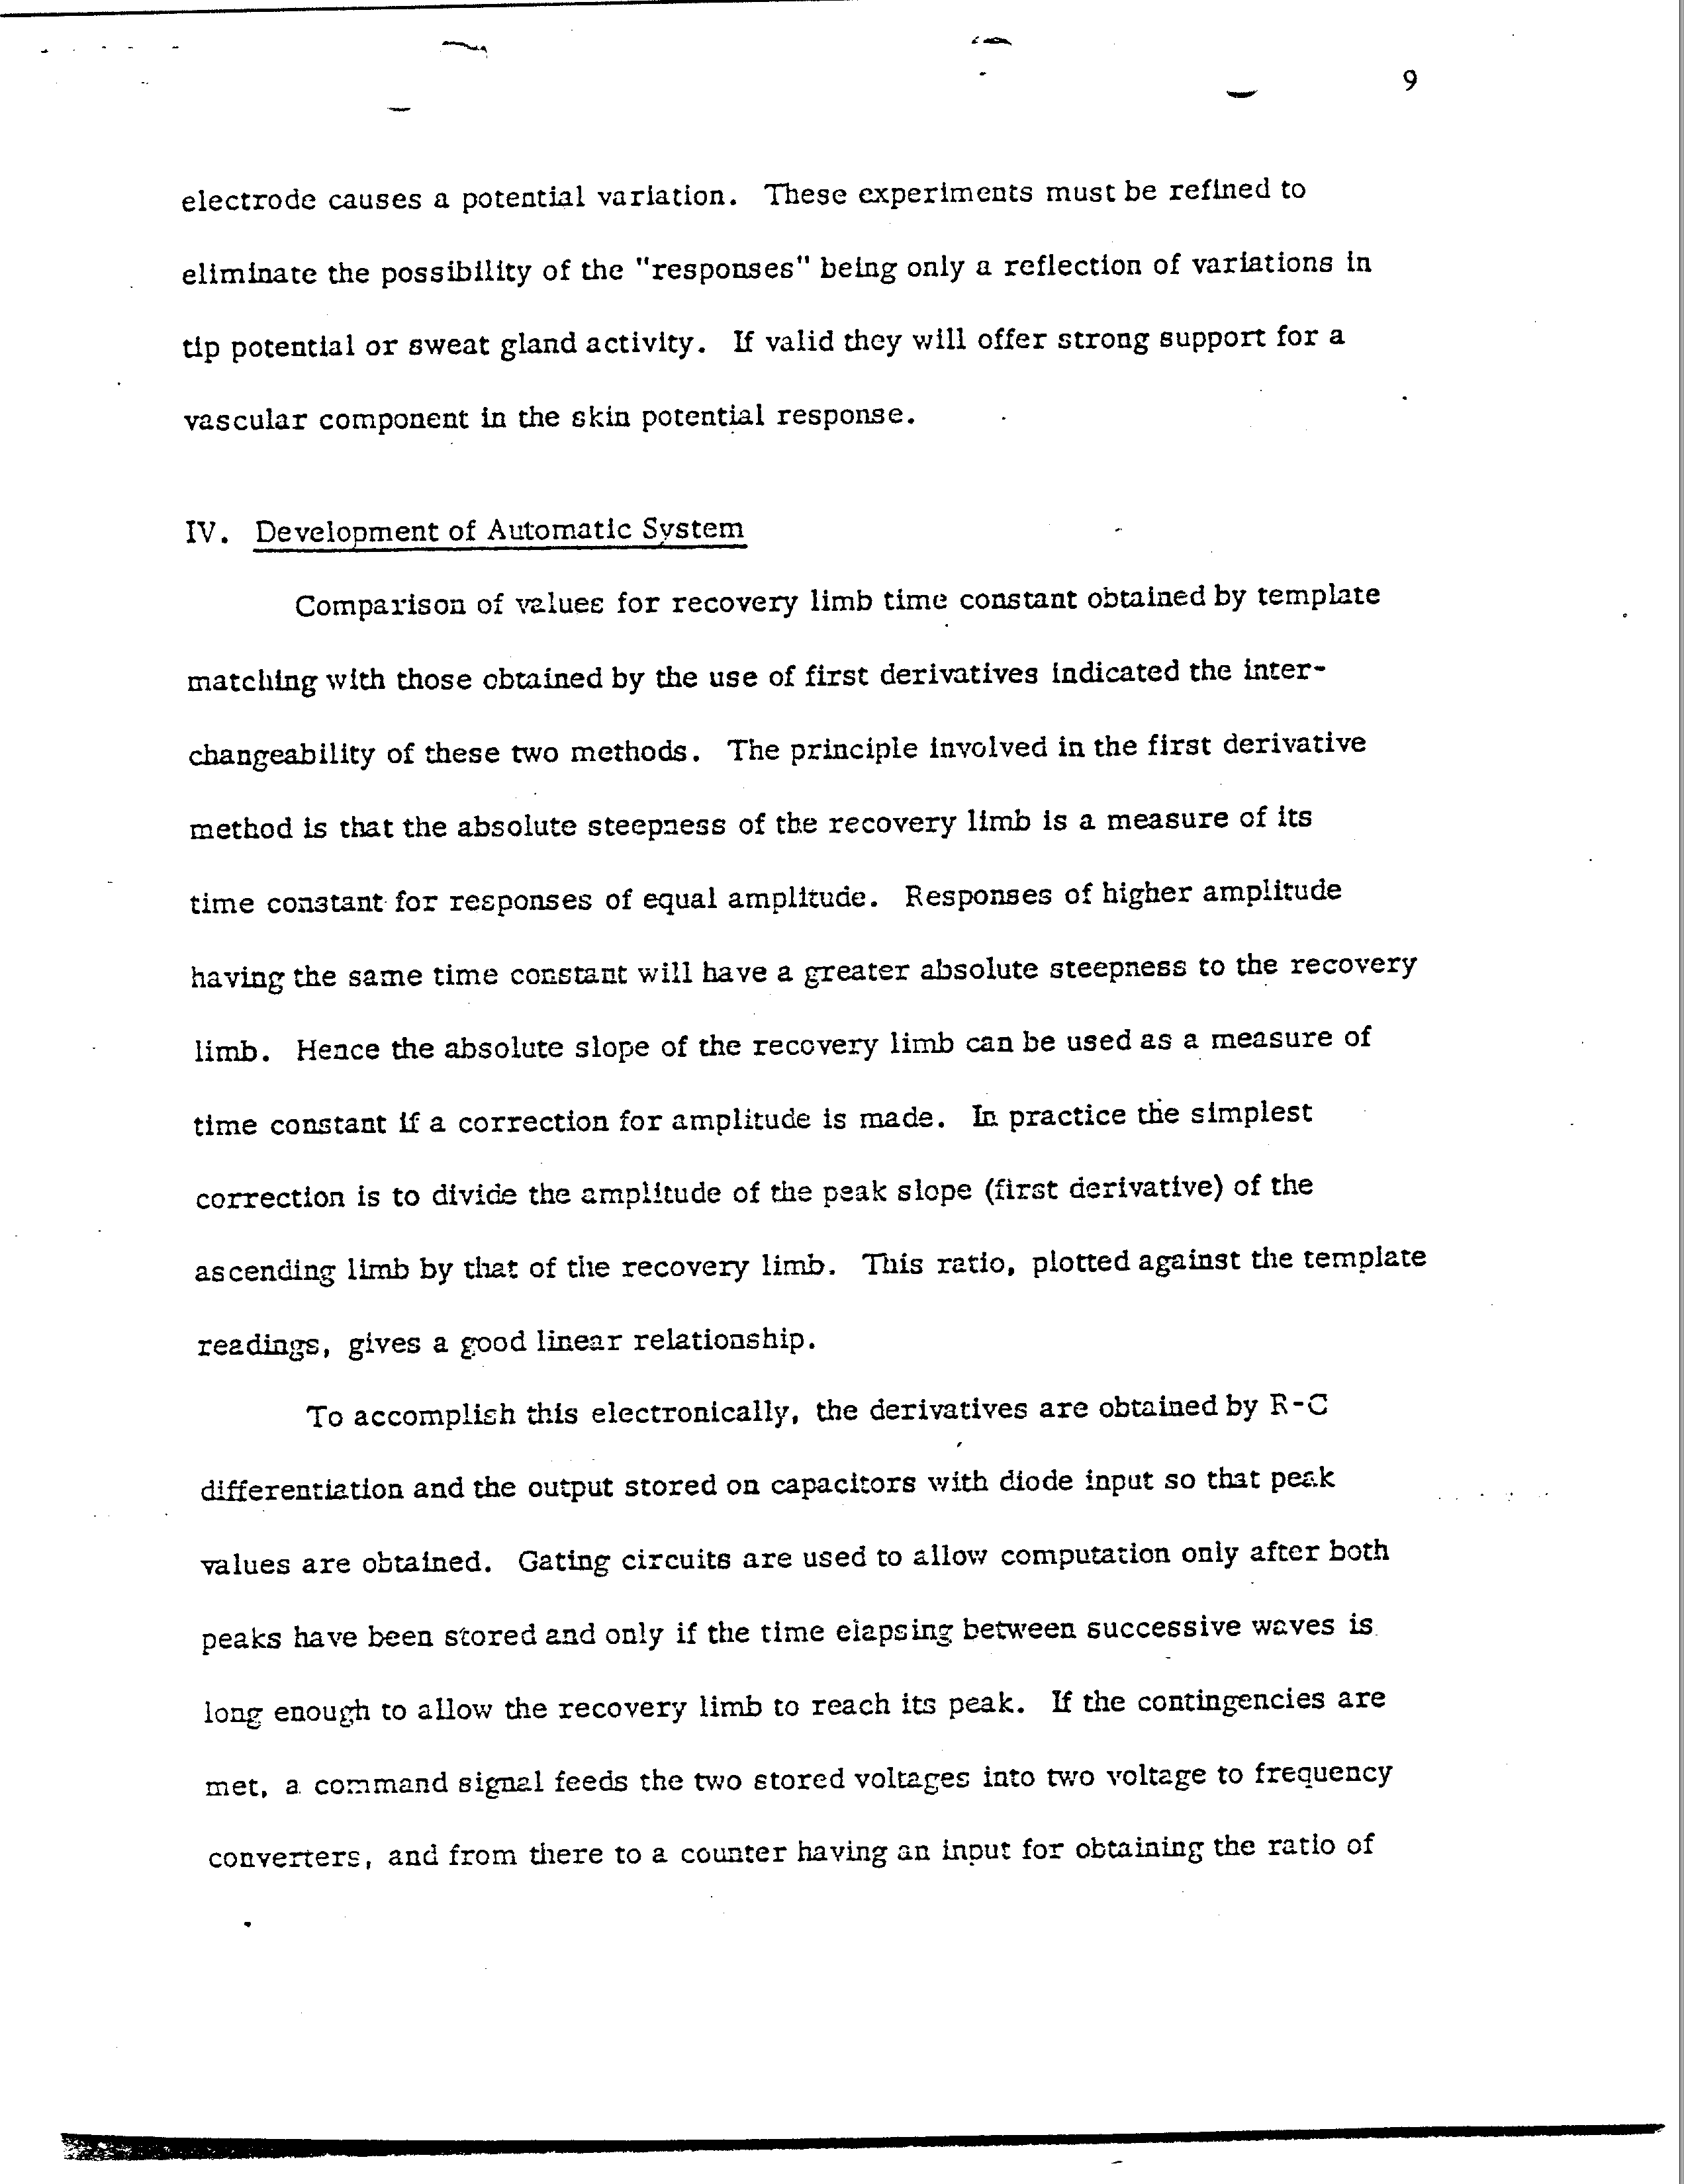 9
electrode causes a potential variation. These experiments must be refined to
eliminate the possibility of the "responses" being only a reflection of variations in
tip potential or sweat gland activity. If valid they will offer strong support for a
vascular component in the skin potential response.
IV. Development of Automatic System
Comparison of values for recovery limb time constant obtained by template
matching with those obtained by the use of first derivatives indicated the inter-
changeability of these two methods. The principle involved in the first derivative
method is that the absolute steepness of the recovery limb is a measure of its
time constant for responses of equal amplitude. Responses of higher amplitude
having the same time constant will have a greater absolute steepness to the recovery
limb. Hence the absolute slope of the recovery limb can be used as a measure of
time constant if a correction for amplitude is made. In practice the simplest
correction is to divide the amplitude of the peak slope (first derivative) of the
ascending limb by that of the recovery limb. This ratio, plotted against the template
readings, gives a good linear relationship.
To accomplish this electronically, the derivatives are obtained by R-C
differentiation and the output stored on capacitors with diode input so that peak
values are obtained. Gating circuits are used to allow computation only after both
peaks have been stored and only if the time elapsing between successive waves is
long enough to allow the recovery limb to reach its peak. If the contingencies are
met, a command signal feeds the two stored voltages into two voltage to frequency
converters, and from there to a counter having an input for obtaining the ratio of